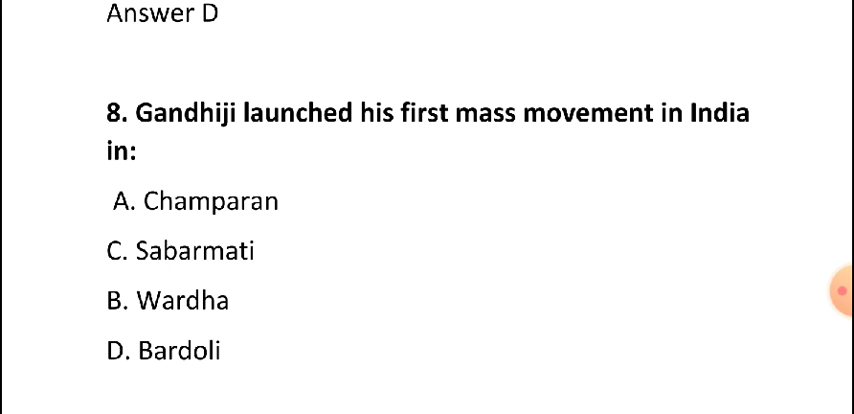 Answer D
8. Gandhiji launched his first mass movement in India
in:
A. Champaran
C. Sabarmati
B. Wardha
D. Bardoli